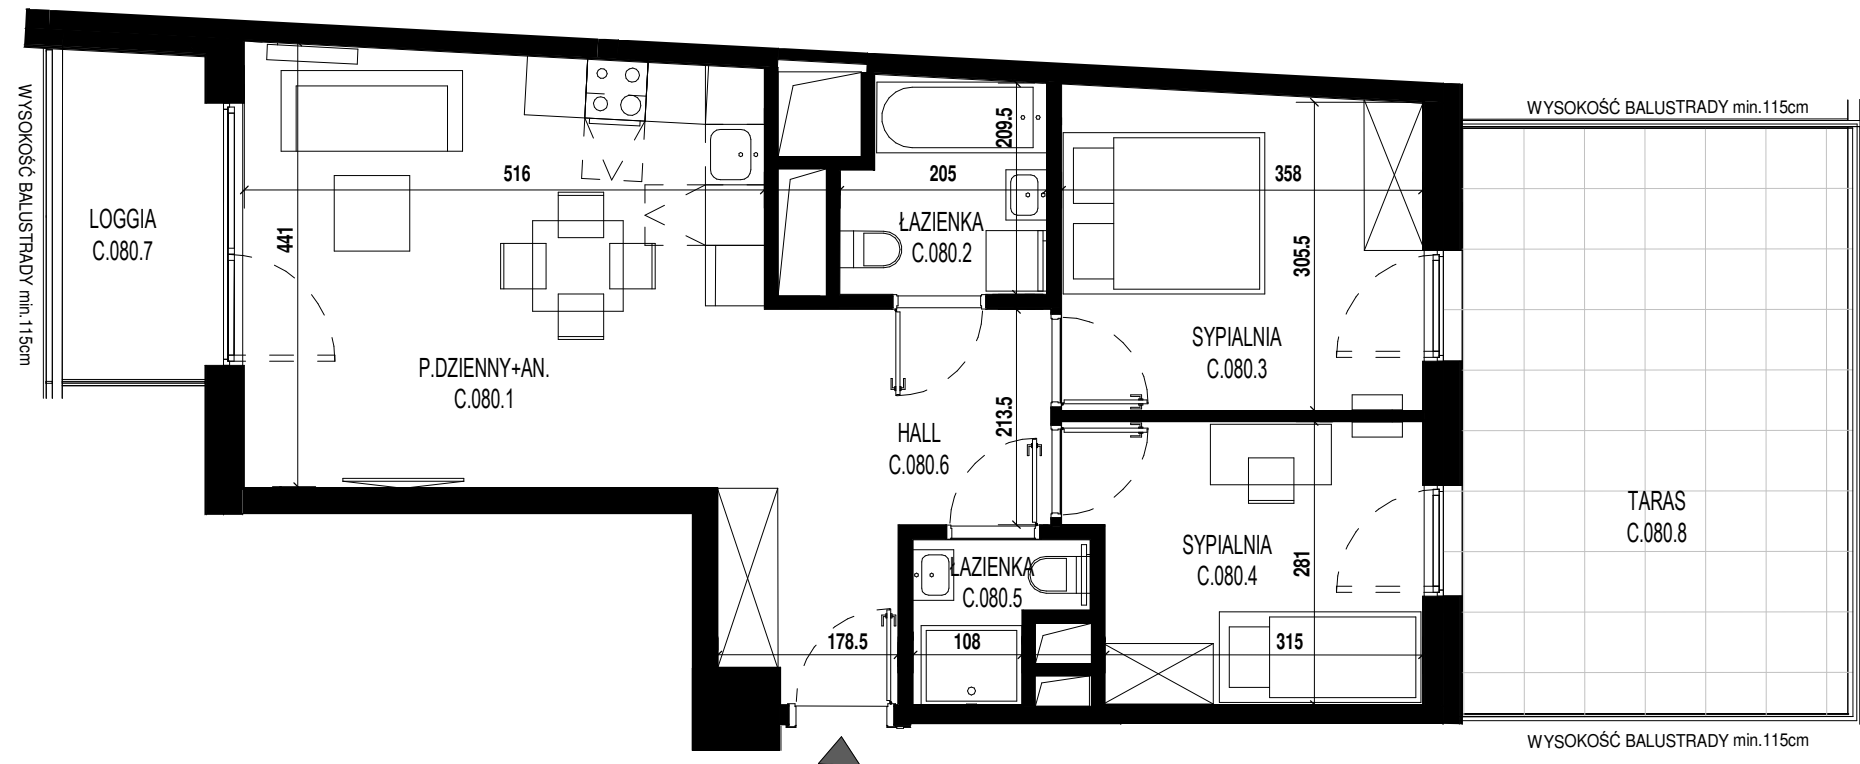 WYSOKOŚĆ BALUSTRADY min.115cm
WYSOKOŚĆ BALUSTRADY min.115cm
LOGGIA
C.080.7
516
441
P.DZIENNY+AN.
C.080.1
209.5
205
ŁAZIENKA
C.080.2
358
305.5
SYPIALNIA
C.080.3
HALL
C.080.6
213.5
SYPIALNIA
C.080.4
281
315
ŁAZIENKA
C.080.5
178.5
108
TARAS
C.080.8
WYSOKOŚĆ BALUSTRADY min.115cm